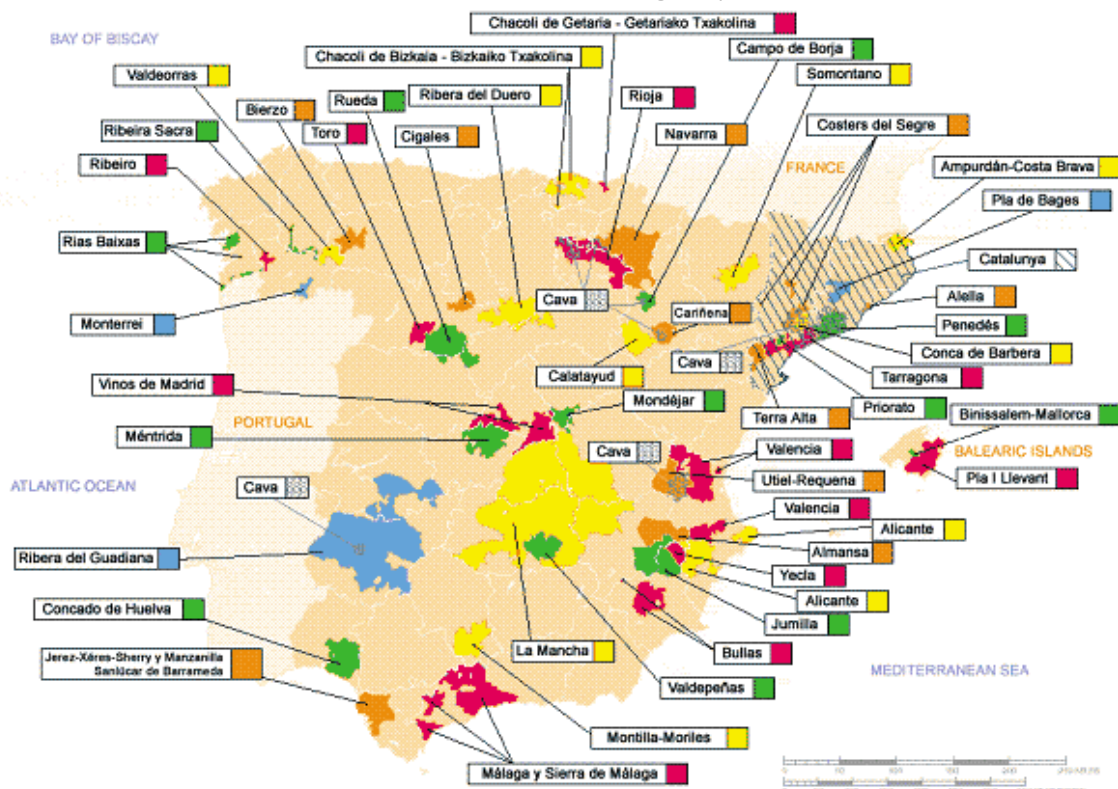 Chacoli de Getaria - Getariako Txakolina
BAY OF BISCAY
Chacoli de Bizkaia - Bizkaiko Txakolina
Campo de Borja
Valdeorras
Somontano
Bierzo
Rueda
Ribera del Duero
Rioja
Ribeira Sacra
Toro
Cigales
Navarra
Costers del Segre
Ribeiro
FRANCE
Ampurdán-Costa Brava
Pla de Bages
Rias Baixas
Catalunya
Cava
Alella
Monterrei
Cariñena
Penedés
Cava
Conca de Barbera
Vinos de Madrid
Calatayud
Tarragona
Mondéjar
Priorato
Terra Alta
Binissalem-Mallorca
PORTUGAL
Méntrida
Cava
Valencia
BALEARIC ISLANDS
Utiel-Requena
Pla I Llevant
ATLANTIC OCEAN
Cava
Valencia
Alicante
Ribera del Guadiana
Almansa
Yecla
Alicante
Concado de Huelva
Jumilla
La Mancha
Bullas
Jerez-Xéres-Sherry y Manzanilla
Sanlúcar de Barrameda
MEDITERRANEAN SEA
Valdepeñas
Montilla-Moriles
Málaga y Sierra de Málaga